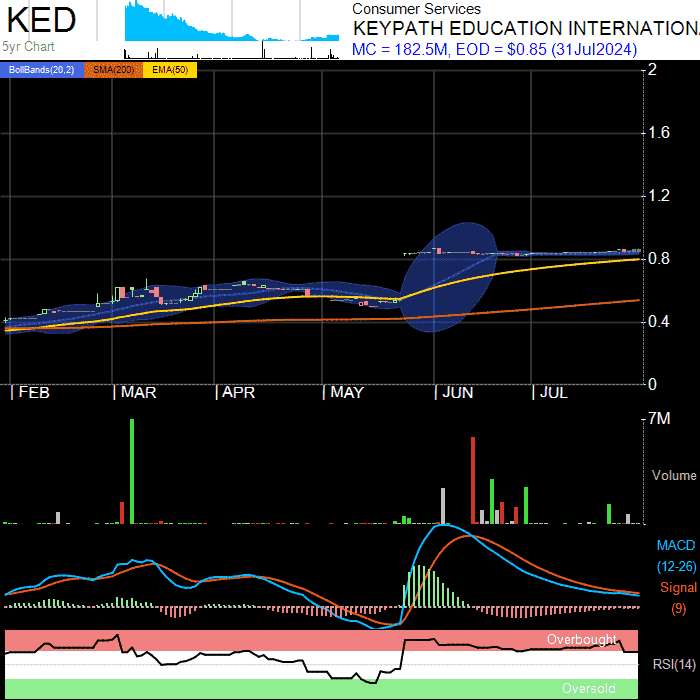 KED
5yr Chart
Consumer Services
KEYPATH EDUCATION INTERNATIONA
MC = 182.5M, EOD = $0.85 (31Jul2024)
BollBands(20,2) SMA(200) EMA(50)
2
1.6
1.2
0.8
0.4
0
FEB MAR APR MAY JUN JUL
7M
Volume
MACD
(12-26)
Signal
(9)
Overbought
RSI(14)
Oversold